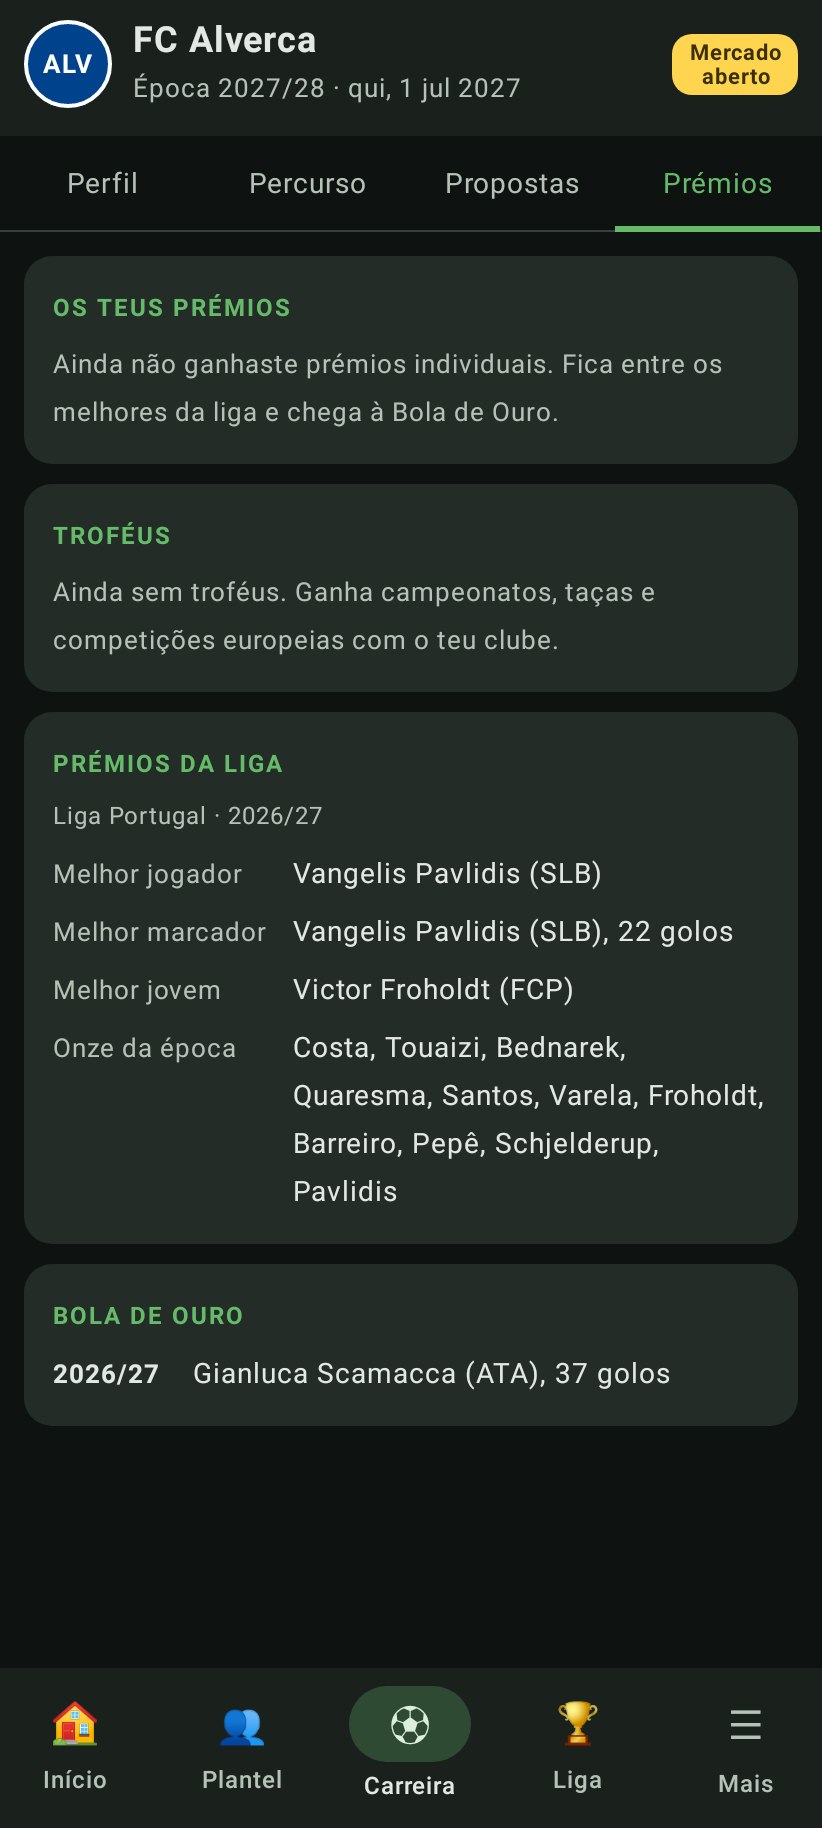 ALV
FC Alverca
Época 2027/28 · qui, 1 jul 2027
Mercado
aberto
Perfil
Percurso
Propostas
Prémios
OS TEUS PRÉMIOS
Ainda não ganhaste prémios individuais. Fica entre os
melhores da liga e chega à Bola de Ouro.
TROFÉUS
Ainda sem troféus. Ganha campeonatos, taças e
competições europeias com o teu clube.
PRÉMIOS DA LIGA
Liga Portugal · 2026/27
Melhor jogador Vangelis Pavlidis (SLB)
Melhor marcador Vangelis Pavlidis (SLB), 22 golos
Melhor jovem Victor Froholdt (FCP)
Onze da época Costa, Touaizi, Bednarek,
Quaresma, Santos, Varela, Froholdt,
Barreiro, Pepê, Schjelderup,
Pavlidis
BOLA DE OURO
2026/27 Gianluca Scamacca (ATA), 37 golos
Início
Plantel
Carreira
Liga
Mais